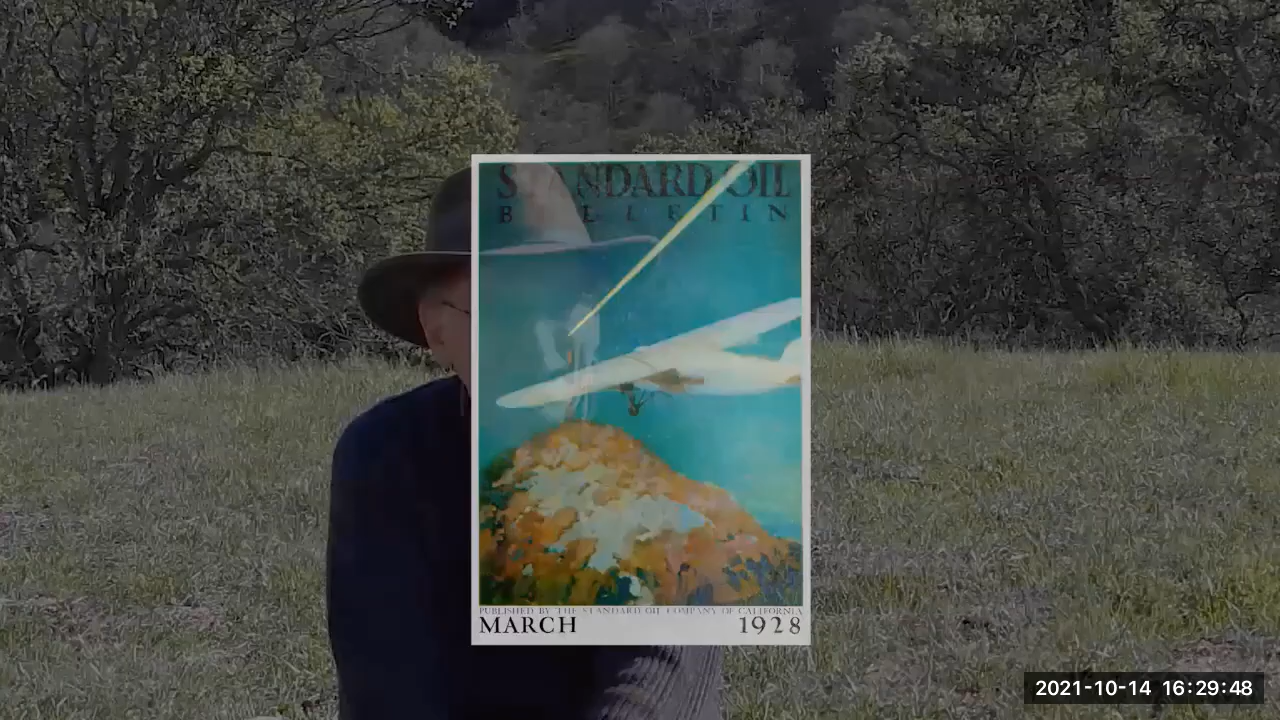 STANDARD OIL
BULLETIN
PUBLISHED BY THE STANDARD OIL COMPANY OF CALIFORNIA
MARCH 1928
2021-10-14 16:29:48